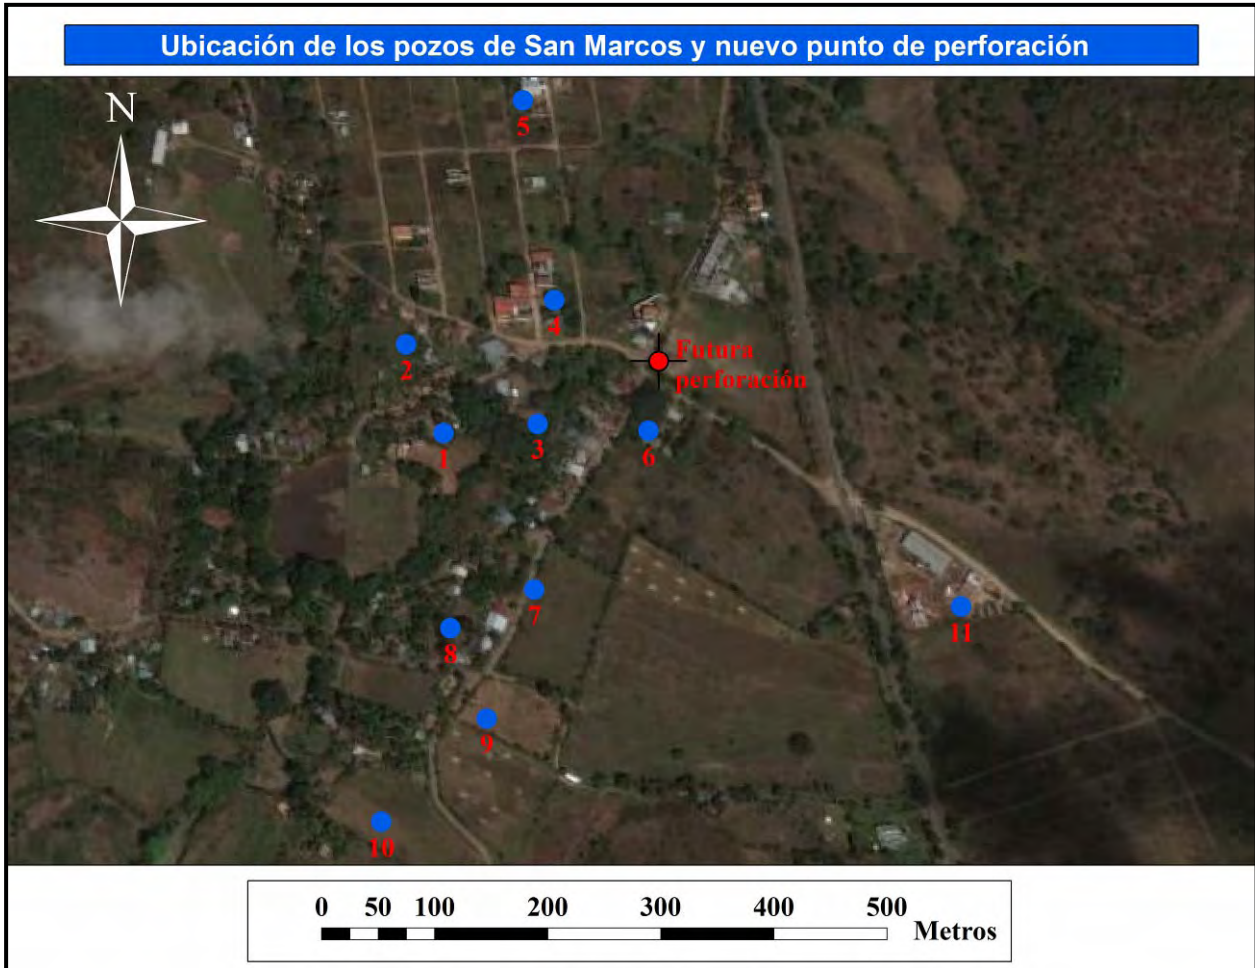 Ubicación de los pozos de San Marcos y nuevo punto de perforación
N
5
4
2
Futura
perforación
1
3
6
7
8
11
9
10
0 50 100 200 300 400 500
Metros